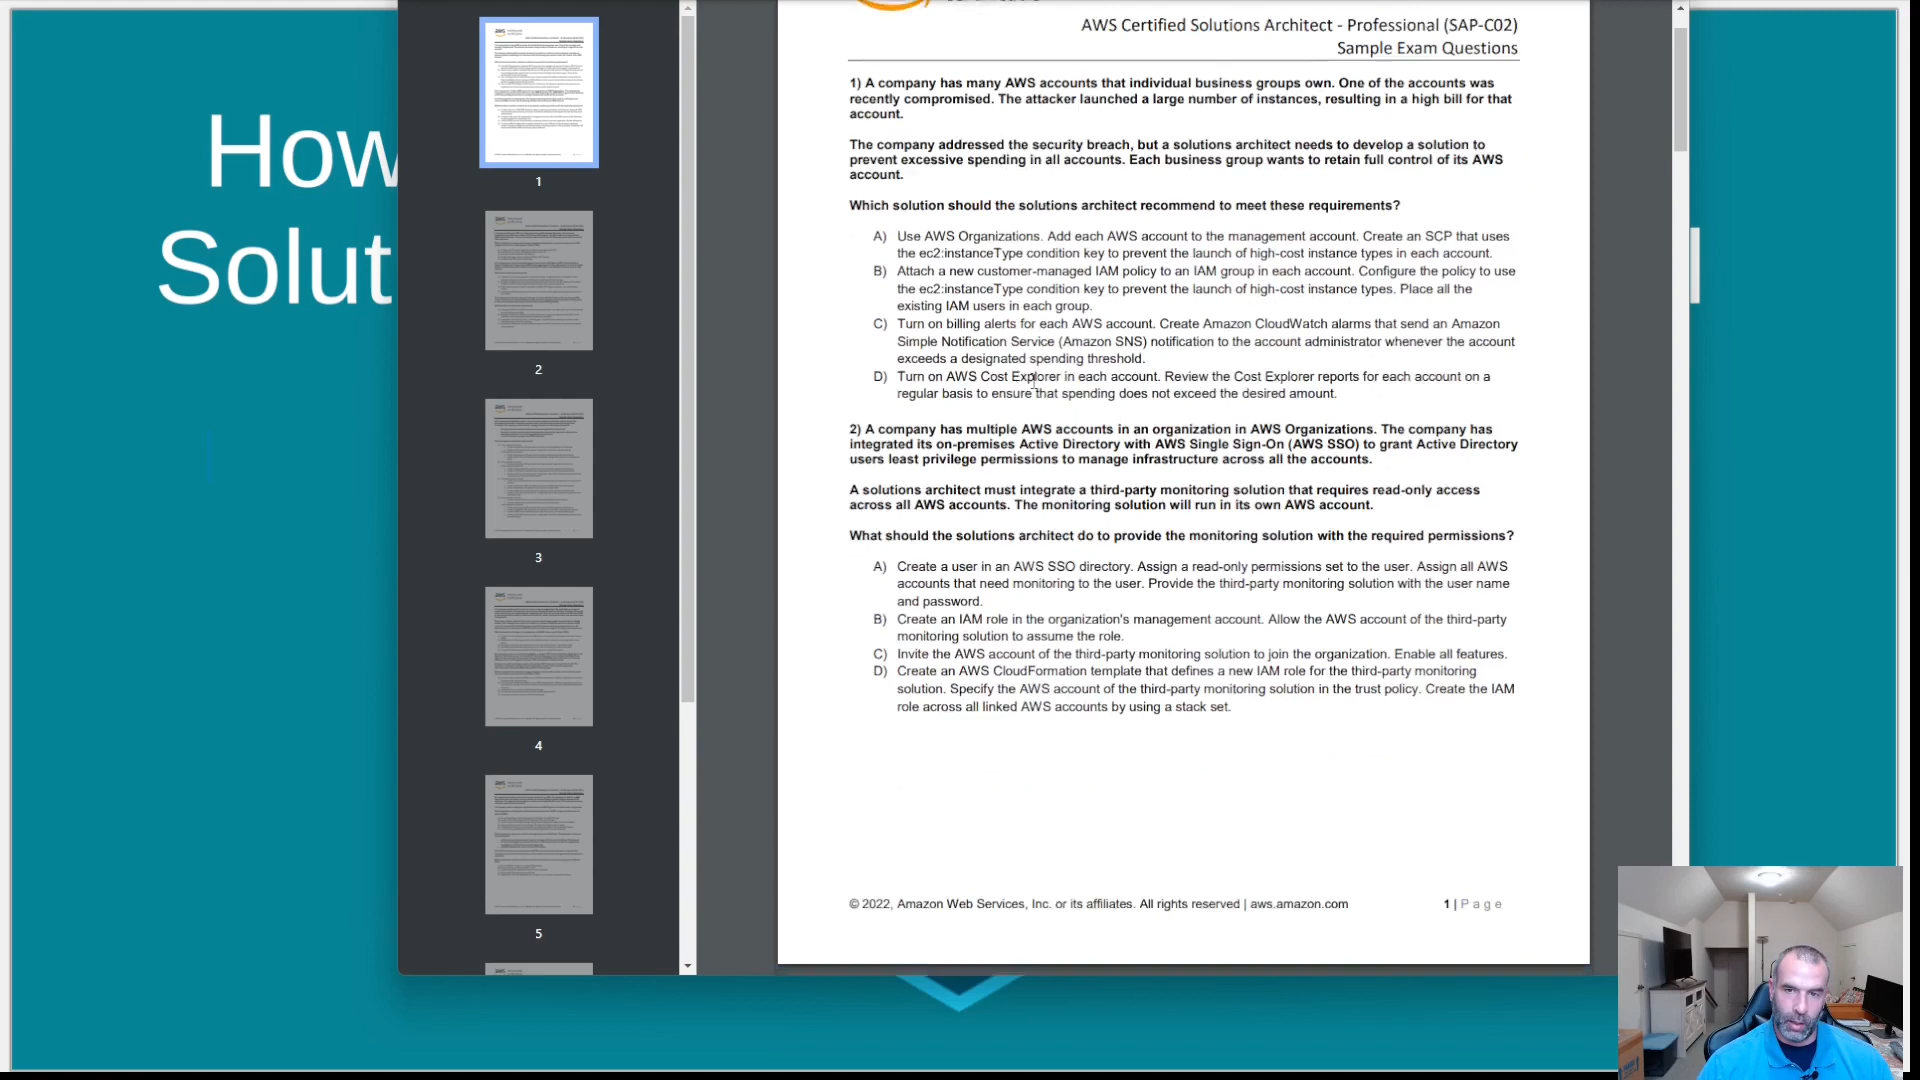 How
Solut
1
2
3
4
5
AWS Certified Solutions Architect - Professional (SAP-C02)
Sample Exam Questions
1) A company has many AWS accounts that individual business groups own. One of the accounts was
recently compromised. The attacker launched a large number of instances, resulting in a high bill for that
account.
The company addressed the security breach, but a solutions architect needs to develop a solution to
prevent excessive spending in all accounts. Each business group wants to retain full control of its AWS
account.
Which solution should the solutions architect recommend to meet these requirements?
A) Use AWS Organizations. Add each AWS account to the management account. Create an SCP that uses
the ec2:instanceType condition key to prevent the launch of high-cost instance types in each account.
B) Attach a new customer-managed IAM policy to an IAM group in each account. Configure the policy to use
the ec2:instanceType condition key to prevent the launch of high-cost instance types. Place all the
existing IAM users in each group.
C) Turn on billing alerts for each AWS account. Create Amazon CloudWatch alarms that send an Amazon
Simple Notification Service (Amazon SNS) notification to the account administrator whenever the account
exceeds a designated spending threshold.
D) Turn on AWS Cost Explorer in each account. Review the Cost Explorer reports for each account on a
regular basis to ensure that spending does not exceed the desired amount.
2) A company has multiple AWS accounts in an organization in AWS Organizations. The company has
integrated its on-premises Active Directory with AWS Single Sign-On (AWS SSO) to grant Active Directory
users least privilege permissions to manage infrastructure across all the accounts.
A solutions architect must integrate a third-party monitoring solution that requires read-only access
across all AWS accounts. The monitoring solution will run in its own AWS account.
What should the solutions architect do to provide the monitoring solution with the required permissions?
A) Create a user in an AWS SSO directory. Assign a read-only permissions set to the user. Assign all AWS
accounts that need monitoring to the user. Provide the third-party monitoring solution with the user name
and password.
B) Create an IAM role in the organization's management account. Allow the AWS account of the third-party
monitoring solution to assume the role.
C) Invite the AWS account of the third-party monitoring solution to join the organization. Enable all features.
D) Create an AWS CloudFormation template that defines a new IAM role for the third-party monitoring
solution. Specify the AWS account of the third-party monitoring solution in the trust policy. Create the IAM
role across all linked AWS accounts by using a stack set.
© 2022, Amazon Web Services, Inc. or its affiliates. All rights reserved | aws.amazon.com 1 | Page